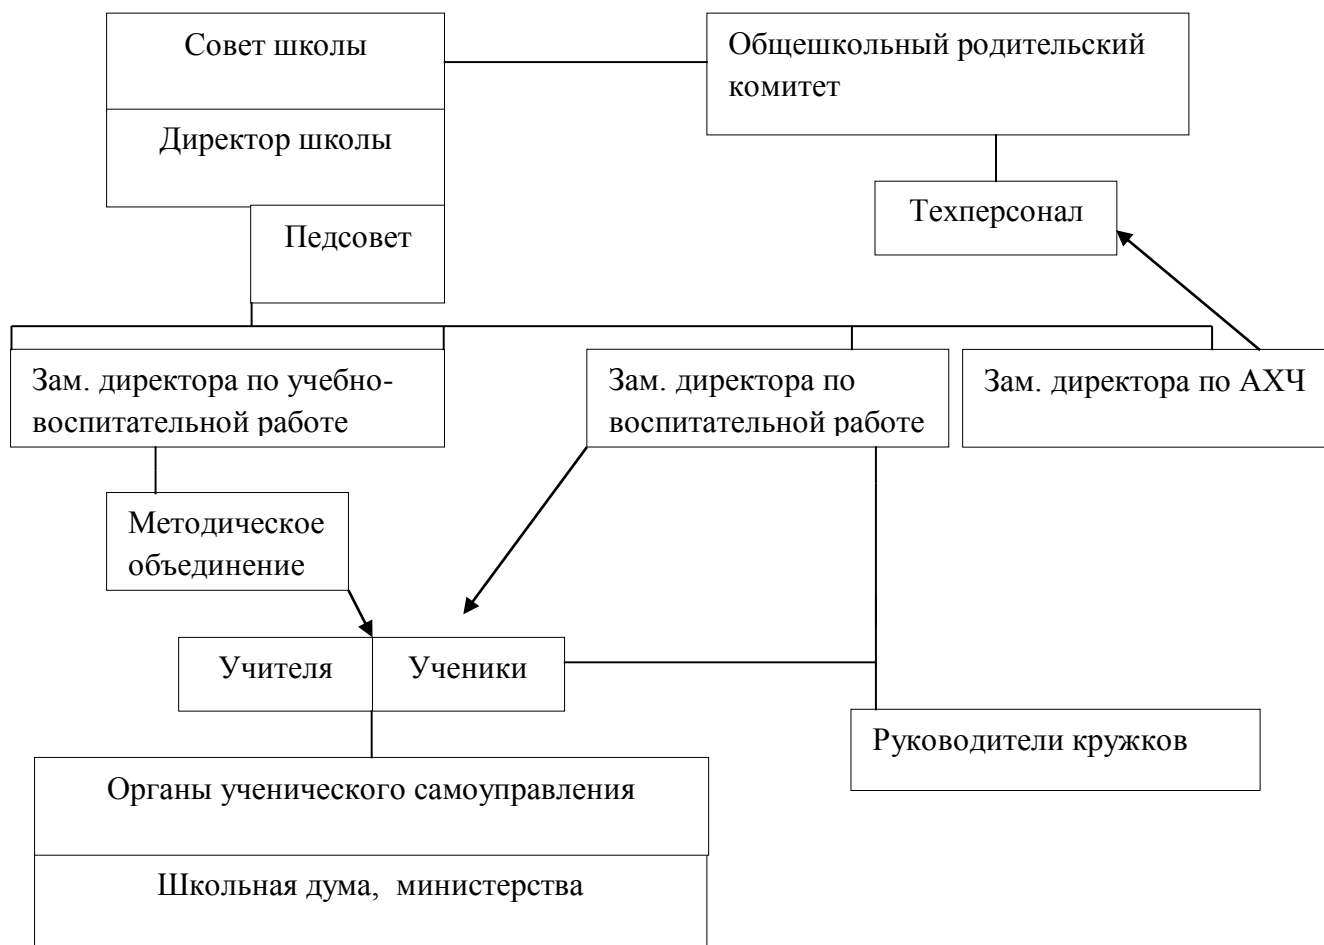 Совет школы
Общешкольный родительский
комитет
Директор школы
Техперсонал
Педсовет
Зам. директора по учебно-
воспитательной работе
Зам. директора по
воспитательной работе
Зам. директора по АХЧ
Методическое
объединение
Учителя
Ученики
Руководители кружков
Органы ученического самоуправления
Школьная дума,  министерства